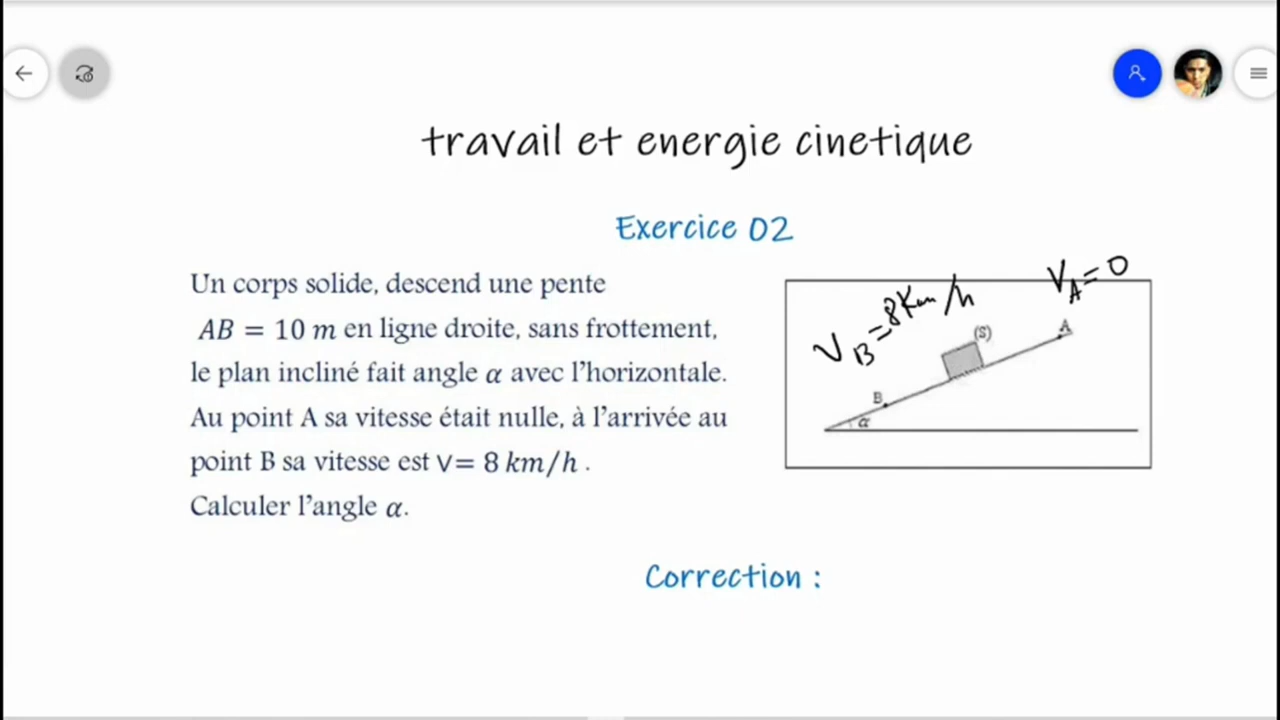 travail et energie cinetique
Exercice 02
Un corps solide, descend une pente
AB = 10 m en ligne droite, sans frottement,
le plan incliné fait angle α avec l'horizontale.
Au point A sa vitesse était nulle, à l'arrivée au
point B sa vitesse est v= 8 km/h .
Calculer l'angle α.
V_B = 8 Km/h
V_A = 0
(S)
A
B
α
Correction :